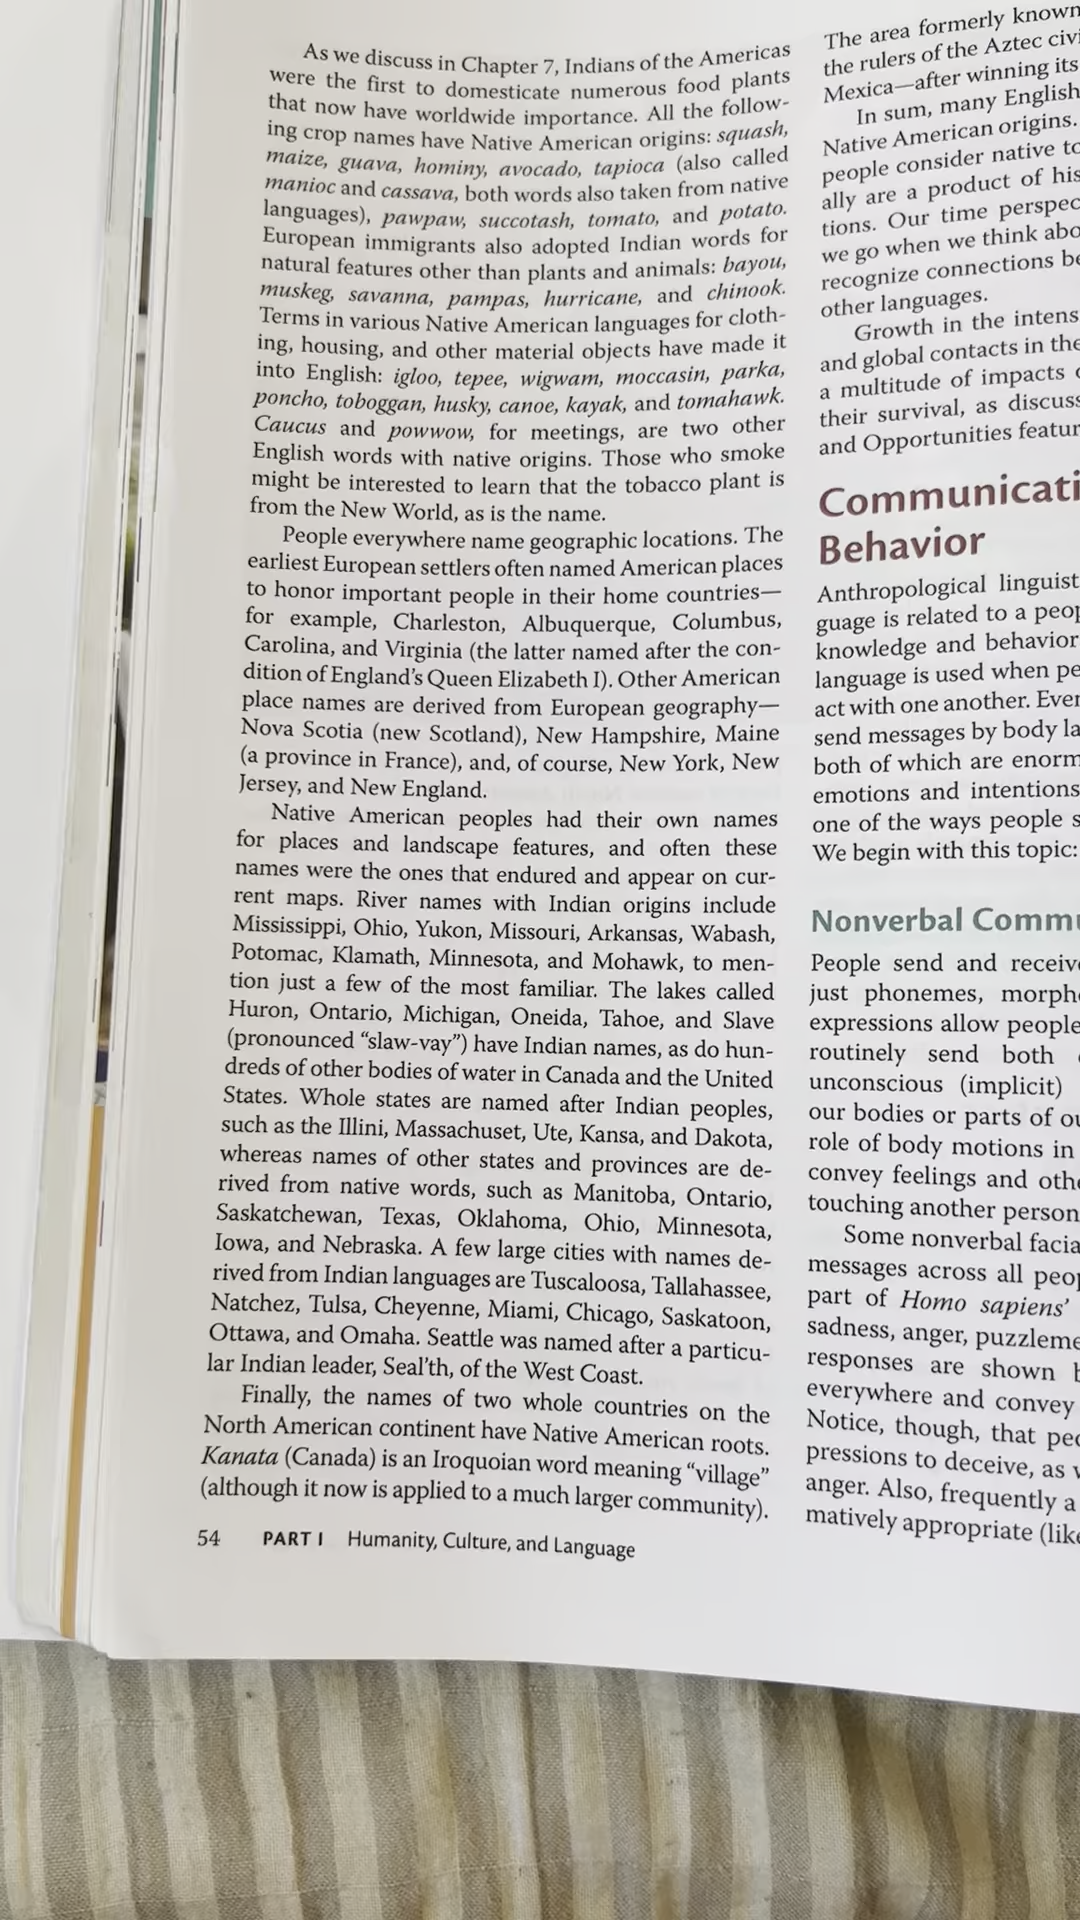 As we discuss in Chapter 7, Indians of the Americas
were the first to domesticate numerous food plants
that now have worldwide importance. All the follow-
ing crop names have Native American origins: squash,
maize, guava, hominy, avocado, tapioca (also called
manioc and cassava, both words also taken from native
languages), pawpaw, succotash, tomato, and potato.
European immigrants also adopted Indian words for
natural features other than plants and animals: bayou,
muskeg, savanna, pampas, hurricane, and chinook.
Terms in various Native American languages for cloth-
ing, housing, and other material objects have made it
into English: igloo, tepee, wigwam, moccasin, parka,
poncho, toboggan, husky, canoe, kayak, and tomahawk.
Caucus and powwow, for meetings, are two other
English words with native origins. Those who smoke
might be interested to learn that the tobacco plant is
from the New World, as is the name.
People everywhere name geographic locations. The
earliest European settlers often named American places
to honor important people in their home countries—
for example, Charleston, Albuquerque, Columbus,
Carolina, and Virginia (the latter named after the con-
dition of England's Queen Elizabeth I). Other American
place names are derived from European geography—
Nova Scotia (new Scotland), New Hampshire, Maine
(a province in France), and, of course, New York, New
Jersey, and New England.
Native American peoples had their own names
for places and landscape features, and often these
names were the ones that endured and appear on cur-
rent maps. River names with Indian origins include
Mississippi, Ohio, Yukon, Missouri, Arkansas, Wabash,
Potomac, Klamath, Minnesota, and Mohawk, to men-
tion just a few of the most familiar. The lakes called
Huron, Ontario, Michigan, Oneida, Tahoe, and Slave
(pronounced "slaw-vay") have Indian names, as do hun-
dreds of other bodies of water in Canada and the United
States. Whole states are named after Indian peoples,
such as the Illini, Massachuset, Ute, Kansa, and Dakota,
whereas names of other states and provinces are de-
rived from native words, such as Manitoba, Ontario,
Saskatchewan, Texas, Oklahoma, Ohio, Minnesota,
Iowa, and Nebraska. A few large cities with names de-
rived from Indian languages are Tuscaloosa, Tallahassee,
Natchez, Tulsa, Cheyenne, Miami, Chicago, Saskatoon,
Ottawa, and Omaha. Seattle was named after a particu-
lar Indian leader, Seal'th, of the West Coast.
Finally, the names of two whole countries on the
North American continent have Native American roots.
Kanata (Canada) is an Iroquoian word meaning "village"
(although it now is applied to a much larger community).
54 PART I Humanity, Culture, and Language
The area formerly known
the rulers of the Aztec civi
Mexica—after winning its
In sum, many English
Native American origins.
people consider native to
ally are a product of his
tions. Our time perspec
we go when we think abo
recognize connections be
other languages.
Growth in the intens
and global contacts in the
a multitude of impacts
their survival, as discuss
and Opportunities featur
Communicati
Behavior
Anthropological linguist
guage is related to a peop
knowledge and behavior
language is used when pe
act with one another. Ever
send messages by body la
both of which are enorm
emotions and intentions
one of the ways people s
We begin with this topic:
Nonverbal Commu
People send and receive
just phonemes, morphe
expressions allow people
routinely send both
unconscious (implicit)
our bodies or parts of ou
role of body motions in
convey feelings and othe
touching another person
Some nonverbal facia
messages across all peop
part of Homo sapiens'
sadness, anger, puzzleme
responses are shown b
everywhere and convey
Notice, though, that peo
pressions to deceive, as w
anger. Also, frequently a
matively appropriate (like